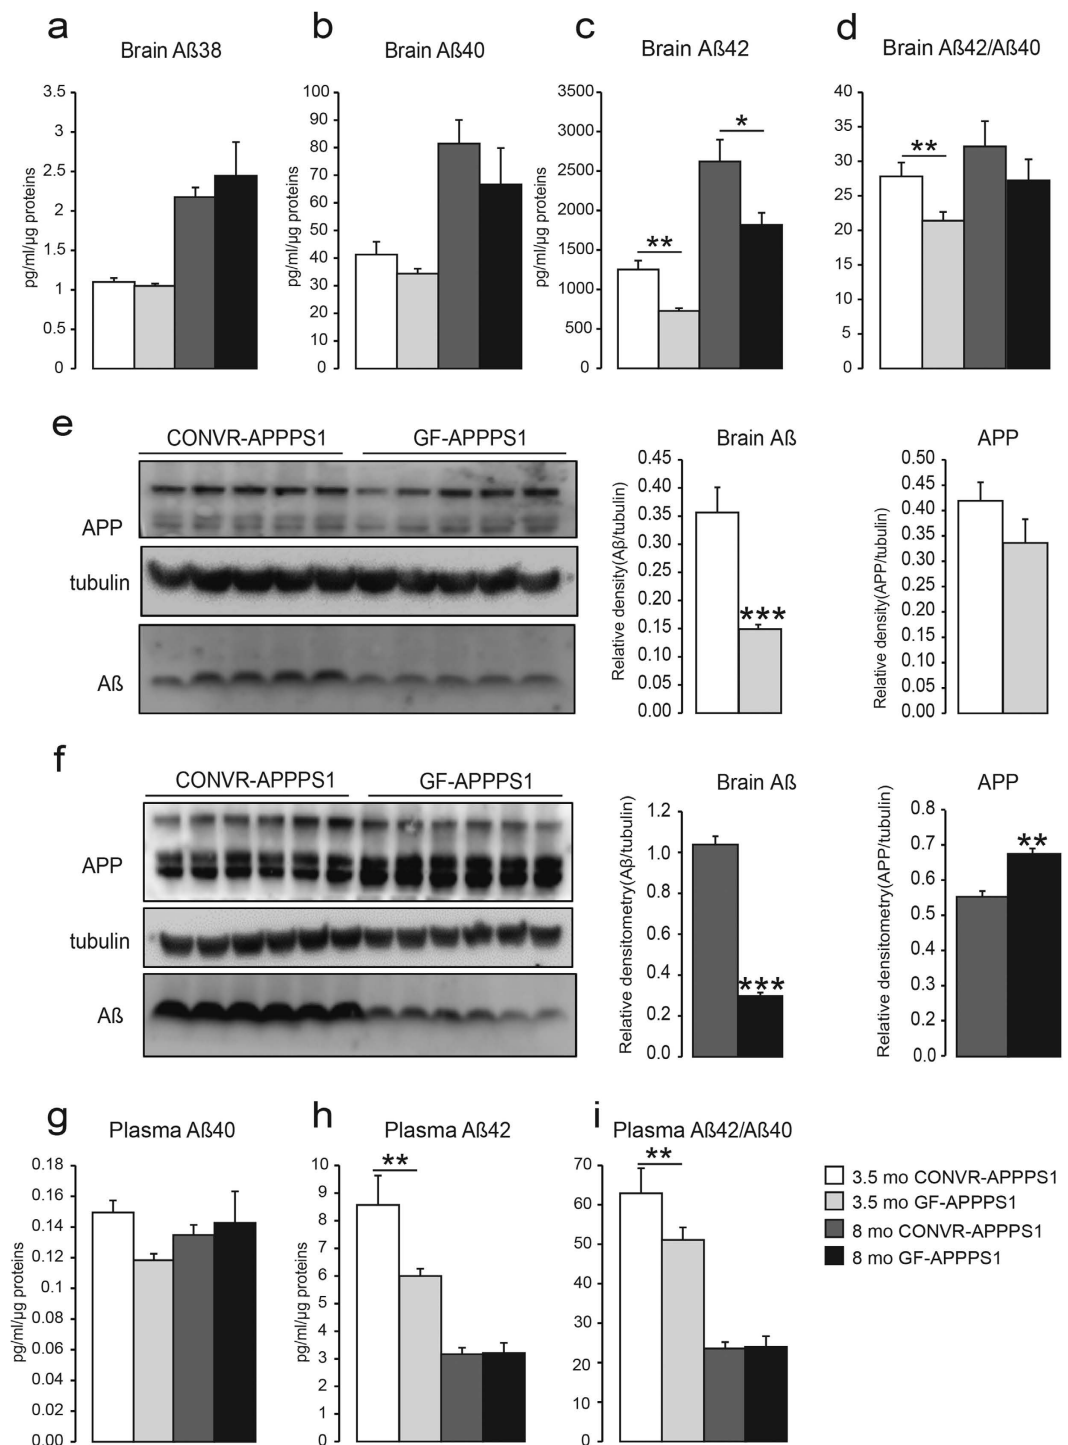 a
Brain Aß38
pg/ml/µg proteins
3.5
3
2.5
2
1.5
1
0.5
0
b
Brain Aß40
100
90
80
70
60
50
40
30
20
10
0
c
Brain Aß42
pg/ml/µg proteins
3500
3000
2500
2000
1500
1000
500
0
**
*
d
Brain Aß42/Aß40
40
35
30
25
20
15
10
5
0
**
e
CONVR-APPPS1 GF-APPPS1
APP
tubulin
Aß
Brain Aß
Relative density(Aβ/tubulin)
0.45
0.40
0.35
0.30
0.25
0.20
0.15
0.10
0.05
0.00
***
APP
Relative density(APP/tubulin)
0.50
0.45
0.40
0.35
0.30
0.25
0.20
0.15
0.10
0.05
0.00
f
CONVR-APPPS1 GF-APPPS1
APP
tubulin
Aß
Brain Aß
Relative densitometry(Aβ/tubulin)
1.2
1.0
0.8
0.6
0.4
0.2
0.0
***
APP
Relative densitometry(APP/tubulin)
0.8
0.7
0.6
0.5
0.4
0.3
0.2
0.0
**
g
Plasma Aß40
pg/ml/µg proteins
0.18
0.16
0.14
0.12
0.1
0.08
0.06
0.04
0.02
0.00
h
Plasma Aß42
pg/ml/µg proteins
10
9
8
7
6
5
4
3
2
1
0
**
i
Plasma Aß42/Aß40
70
60
50
40
30
20
10
0
**
3.5 mo CONVR-APPPS1
3.5 mo GF-APPPS1
8 mo CONVR-APPPS1
8 mo GF-APPPS1